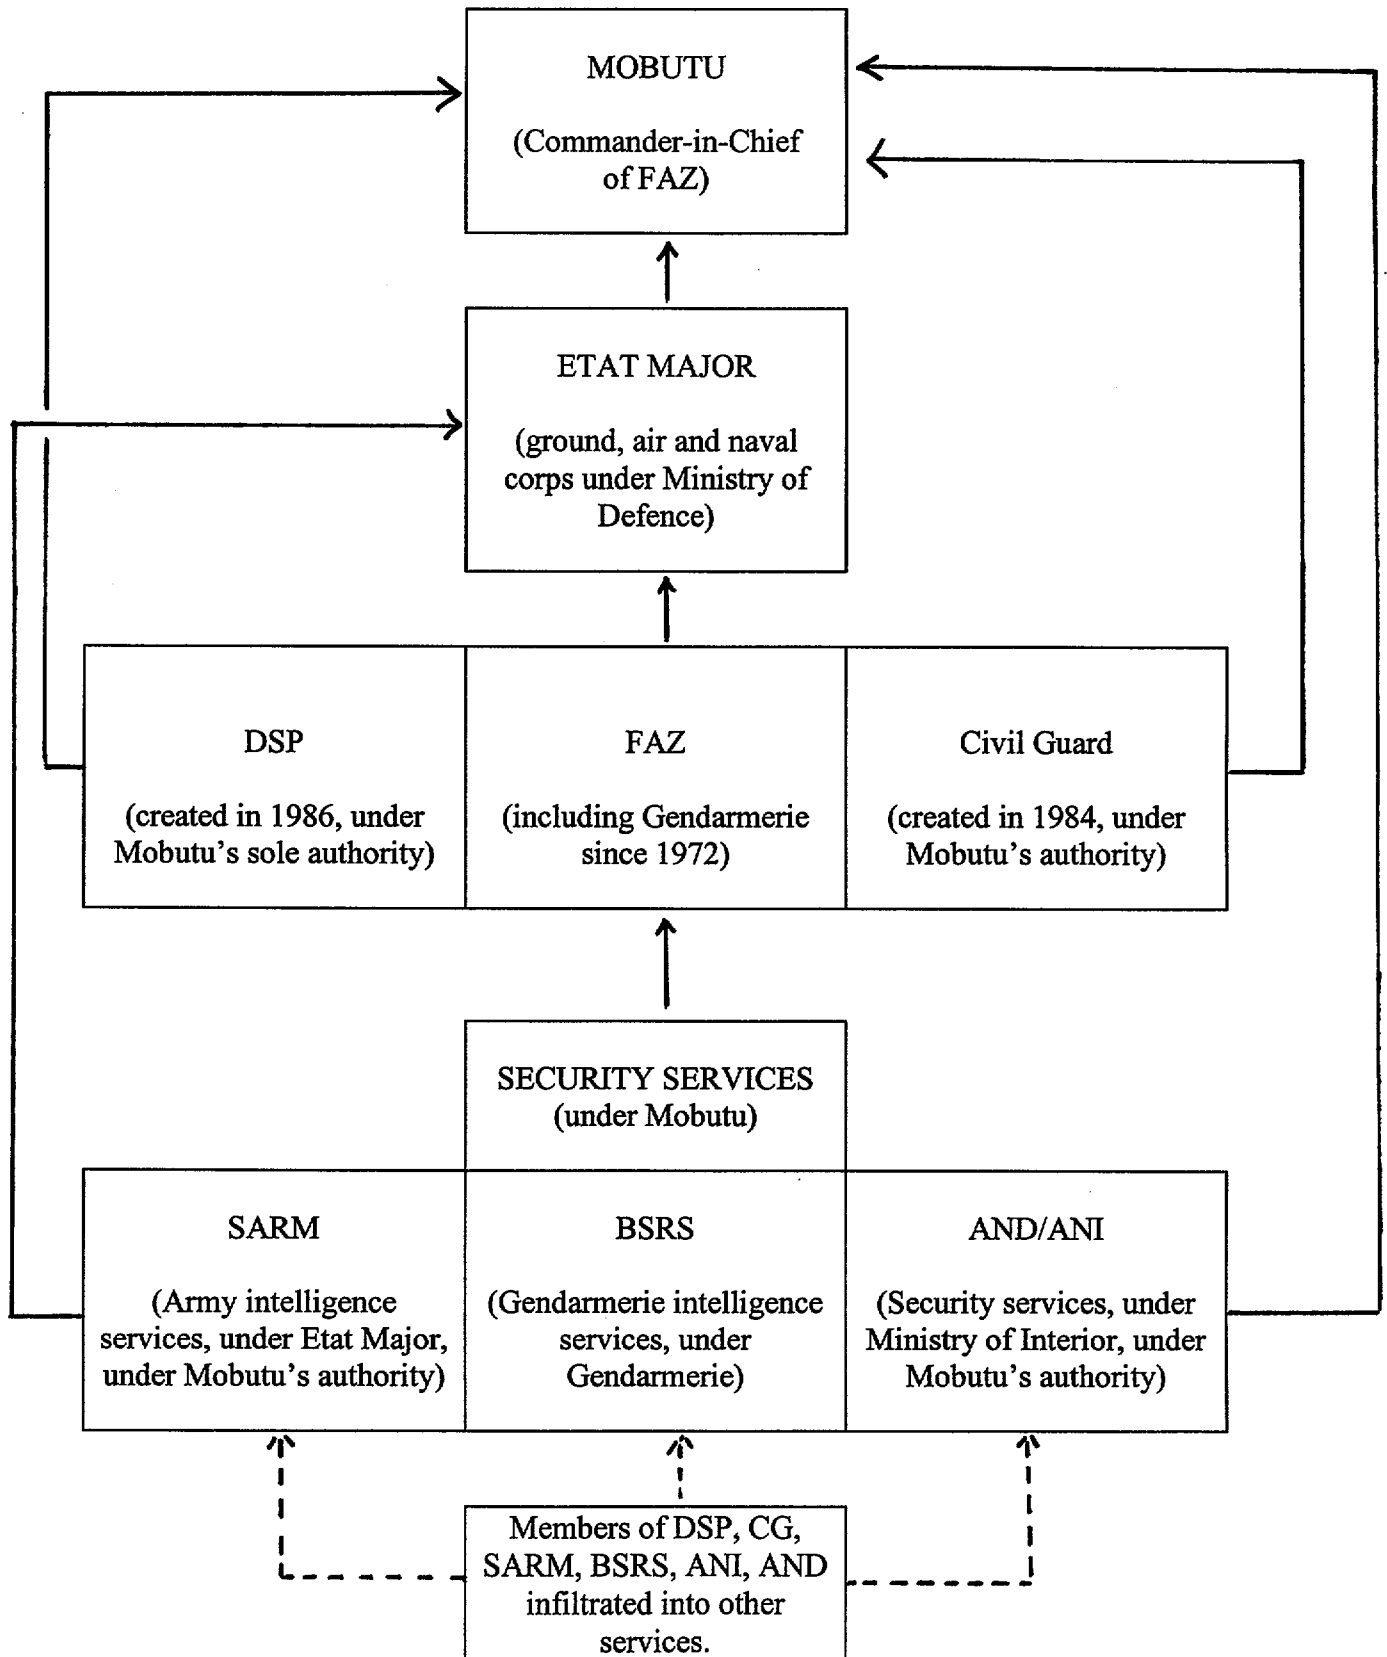 MOBUTU
(Commander-in-Chief
of FAZ)
ETAT MAJOR
(ground, air and naval
corps under Ministry of
Defence)
DSP
(created in 1986, under
Mobutu's sole authority)
FAZ
(including Gendarmerie
since 1972)
Civil Guard
(created in 1984, under
Mobutu's authority)
SECURITY SERVICES
(under Mobutu)
SARM
(Army intelligence
services, under Etat Major,
under Mobutu's authority)
BSRS
(Gendarmerie intelligence
services, under
Gendarmerie)
AND/ANI
(Security services, under
Ministry of Interior, under
Mobutu's authority)
Members of DSP, CG,
SARM, BSRS, ANI, AND
infiltrated into other
services.